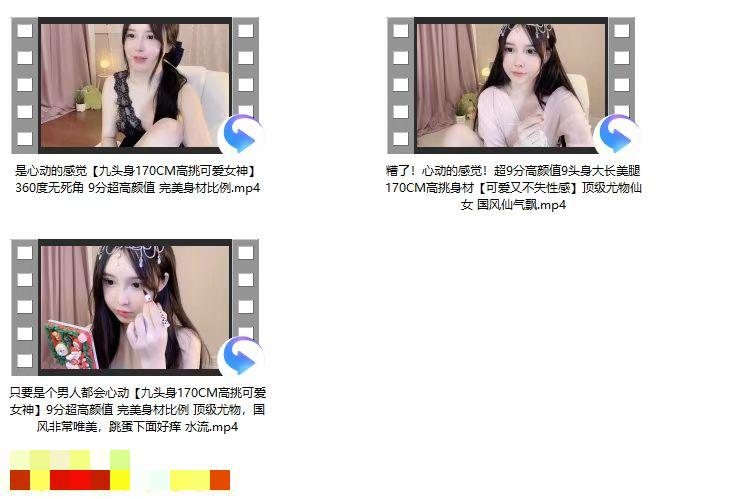 是心动的感觉【九头身170CM高挑可爱女神】
360度无死角 9分超高颜值 完美身材比例.mp4
糟了！心动的感觉！超9分高颜值9头身大长美腿
170CM高挑身材【可爱又不失性感】顶级尤物仙
女 国风仙气飘.mp4
只要是个男人都会心动【九头身170CM高挑可爱
女神】9分超高颜值 完美身材比例 顶级尤物，国
风非常唯美，跳蛋下面好痒 水流.mp4